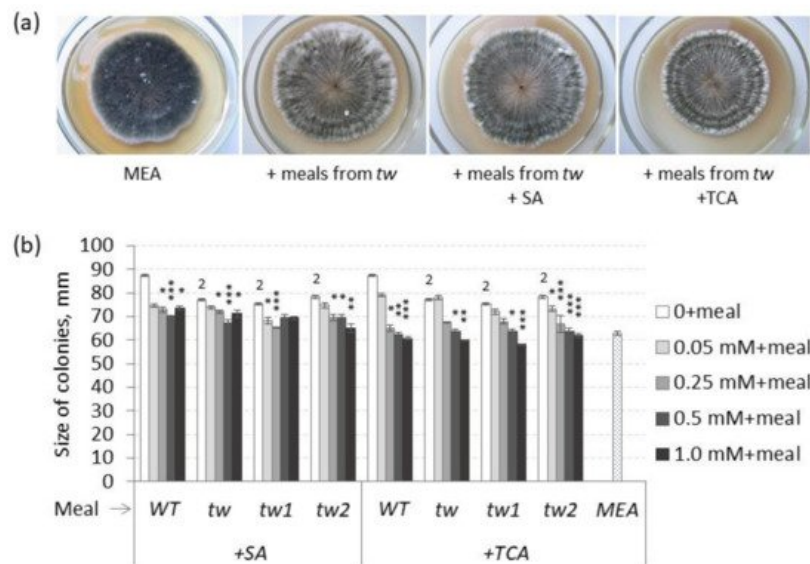 (a)
MEA
+ meals from tw
+ meals from tw
+ SA
+ meals from tw
+TCA
(b)
Size of colonies, mm
100
90
80
70
60
50
40
30
20
10
0
2
2
2
2
2
2
* *** *
* *** *
* ***
* * **
* ** ***
* **
* ***
* *** *** ***
0+meal
0.05 mM+meal
0.25 mM+meal
0.5 mM+meal
1.0 mM+meal
Meal → WT tw tw1 tw2 WT tw tw1 tw2 MEA
+SA +TCA